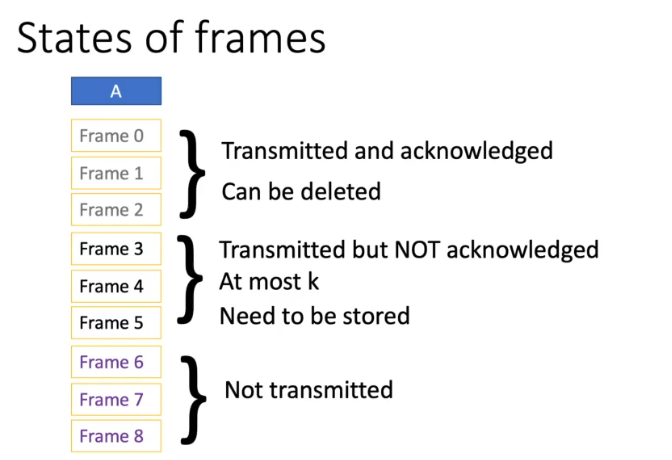 States of frames
A
Frame 0
Frame 1
Frame 2
Transmitted and acknowledged
Can be deleted
Frame 3
Frame 4
Frame 5
Transmitted but NOT acknowledged
At most k
Need to be stored
Frame 6
Frame 7
Frame 8
Not transmitted